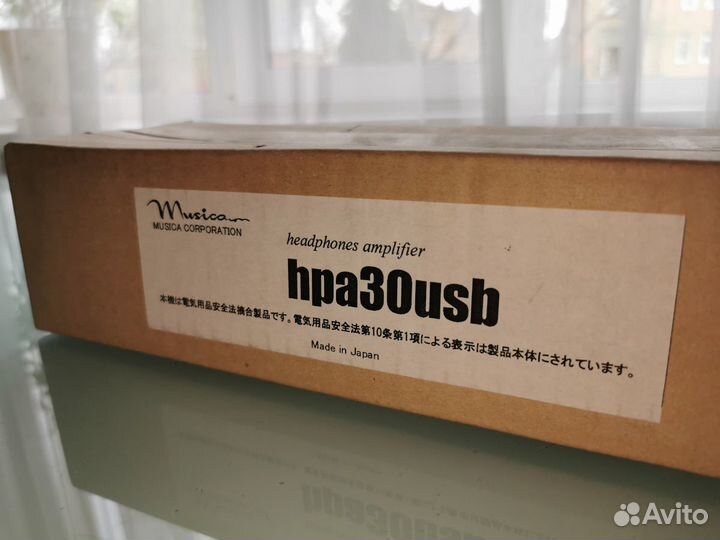 Musica
MUSICA CORPORATION
headphones amplifier
hpa30usb
本機は電気用品安全法機合製品です。電気用品安全法第10条第1項による表示は製品本体にされています。
Made in Japan
Avito